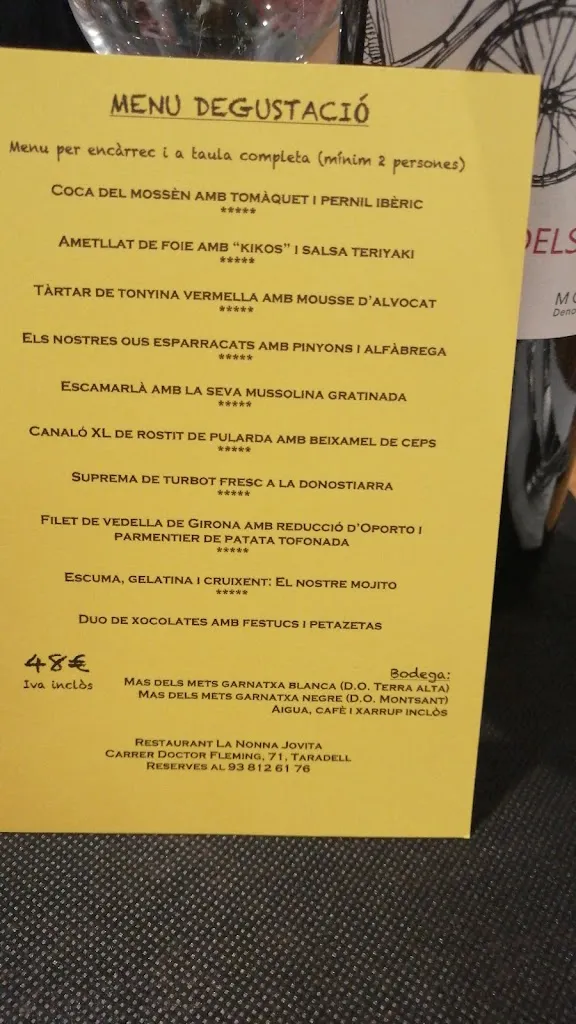 MENU DEGUSTACIÓ
Menu per encàrrec i a taula completa (mínim 2 persones)
COCA DEL MOSSÈN AMB TOMÀQUET I PERNIL IBÈRIC
*****
AMETLLAT DE FOIE AMB "KIKOS" I SALSA TERIYAKI
*****
TÀRTAR DE TONYINA VERMELLA AMB MOUSSE D'ALVOCAT
*****
ELS NOSTRES OUS ESPARRACATS AMB PINYONS I ALFÀBREGA
*****
ESCAMARLÀ AMB LA SEVA MUSSOLINA GRATINADA
*****
CANALÓ XL DE ROSTIT DE PULARDA AMB BEIXAMEL DE CEPS
*****
SUPREMA DE TURBOT FRESC A LA DONOSTIARRA
*****
FILET DE VEDELLA DE GIRONA AMB REDUCCIÓ D'OPORTO I
PARMENTIER DE PATATA TOFONADA
*****
ESCUMA, GELATINA I CRUIXENT: EL NOSTRE MOJITO
*****
DUO DE XOCOLATES AMB FESTUCS I PETAZETAS
48€
Iva inclòs
Bodega:
MAS DELS METS GARNATXA BLANCA (D.O. TERRA ALTA)
MAS DELS METS GARNATXA NEGRE (D.O. MONTSANT)
AIGUA, CAFÈ I XARRUP INCLÒS
RESTAURANT LA NONNA JOVITA
CARRER DOCTOR FLEMING, 71, TARADELL
RESERVES AL 93 812 61 76
DELS